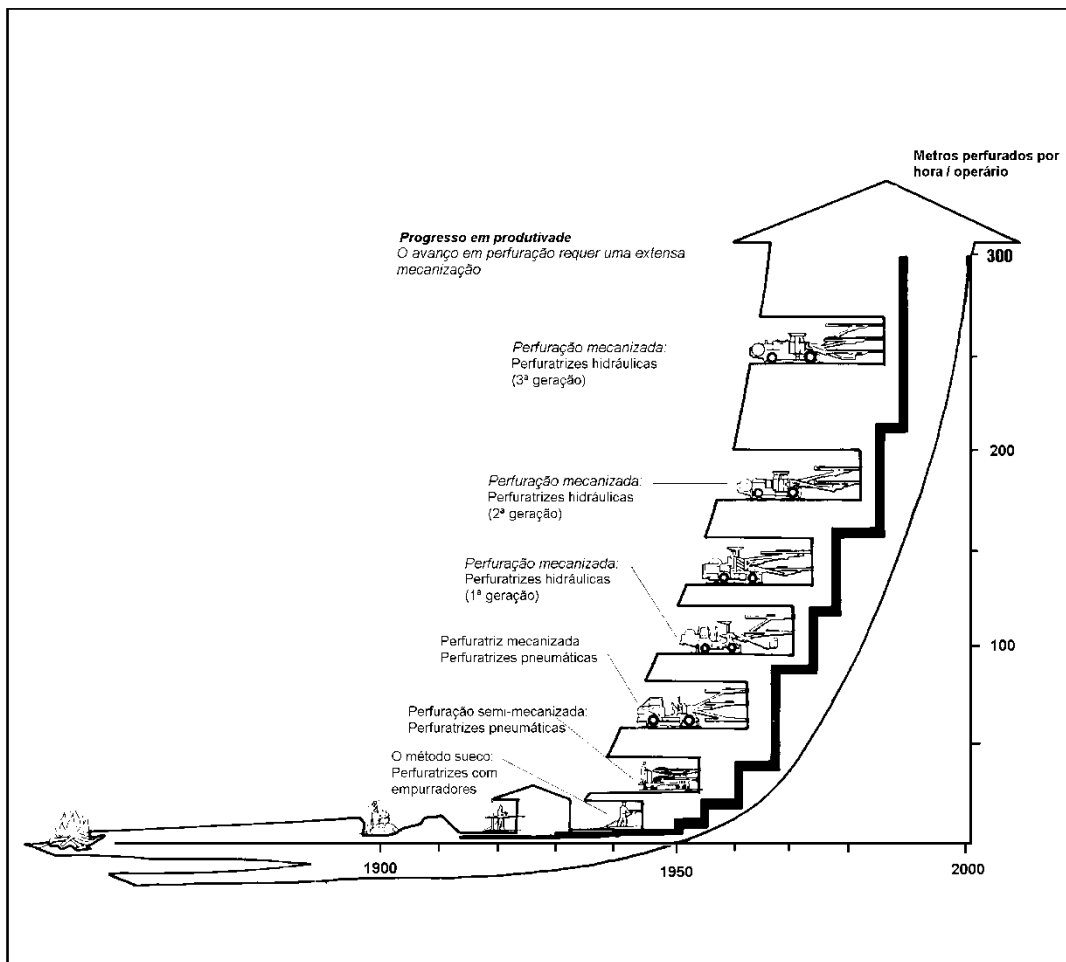 Metros perfurados por
hora / operário
Progresso em produtivade
O avanço em perfuração requer uma extensa
mecanização
300
Perfuração mecanizada:
Perfuratrizes hidráulicas
(3ª geração)
200
Perfuração mecanizada:
Perfuratrizes hidráulicas
(2ª geração)
Perfuração mecanizada:
Perfuratrizes hidráulicas
(1ª geração)
100
Perfuratriz mecanizada
Perfuratrizes pneumáticas
Perfuração semi-mecanizada:
Perfuratrizes pneumáticas
O método sueco:
Perfuratrizes com
empurradores
1900
1950
2000